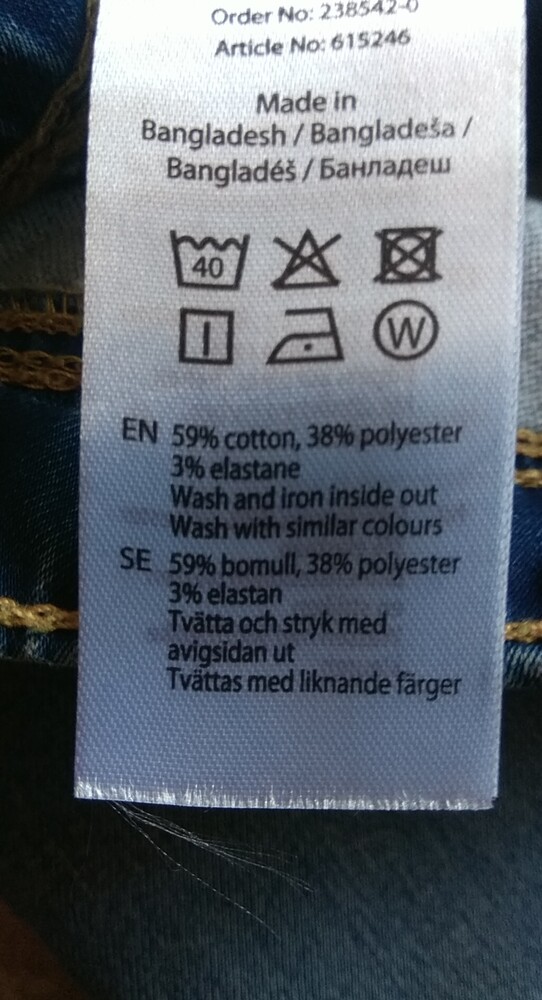 Order No: 238542-0
Article No: 615246
Made in
Bangladesh / Bangladeša /
Bangladéš / Банладеш
40
W
EN 59% cotton, 38% polyester
3% elastane
Wash and iron inside out
Wash with similar colours
SE 59% bomull, 38% polyester
3% elastan
Tvätta och stryk med
avigsidan ut
Tvättas med liknande färger